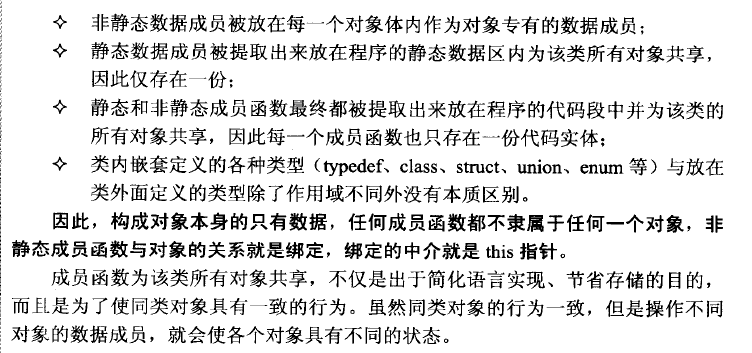 ✧ 非静态数据成员被放在每一个对象体内作为对象专有的数据成员；
✧ 静态数据成员被提取出来放在程序的静态数据区内为该类所有对象共享，
因此仅存在一份；
✧ 静态和非静态成员函数最终都被提取出来放在程序的代码段中并为该类的
所有对象共享，因此每一个成员函数也只存在一份代码实体；
✧ 类内嵌套定义的各种类型（typedef、class、struct、union、enum 等）与放在
类外面定义的类型除了作用域不同外没有本质区别。
因此，构成对象本身的只有数据，任何成员函数都不隶属于任何一个对象，非
静态成员函数与对象的关系就是绑定，绑定的中介就是 this 指针。
成员函数为该类所有对象共享，不仅是出于简化语言实现、节省存储的目的，
而且是为了使同类对象具有一致的行为。虽然同类对象的行为一致，但是操作不同
对象的数据成员，就会使各个对象具有不同的状态。